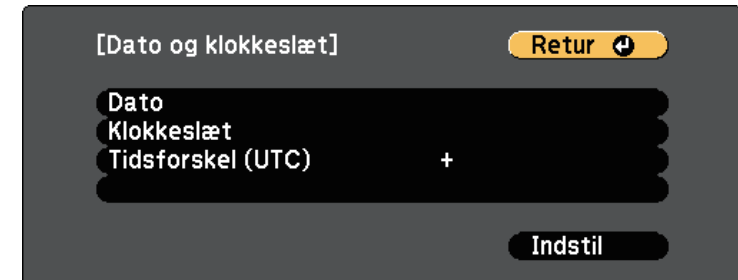 [Dato og klokkeslæt] Retur
Dato
Klokkeslæt
Tidsforskel (UTC) +
Indstil